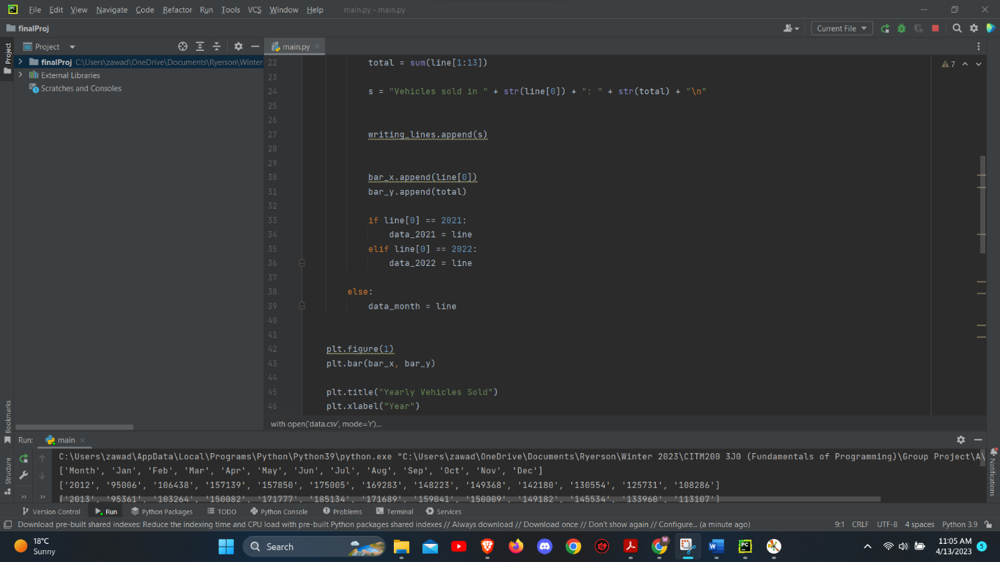 PC File Edit View Navigate Code Refactor Run Tools VCS Window Help main.py - main.py
finalProj Current File
Project main.py
Project
finalProj C:\Users\zawad\OneDrive\Documents\Ryerson\Winter
External Libraries
Scratches and Consoles
7
22 total = sum(line[1:13])
23
24 s = "Vehicles sold in " + str(line[0]) + ": " + str(total) + "\n"
25
26
27 writing_lines.append(s)
28
29
30 bar_x.append(line[0])
31 bar_y.append(total)
32
33 if line[0] == 2021:
34 data_2021 = line
35 elif line[0] == 2022:
36 data_2022 = line
37
38 else:
39 data_month = line
40
41
42 plt.figure(1)
43 plt.bar(bar_x, bar_y)
44
45 plt.title("Yearly Vehicles Sold")
46 plt.xlabel("Year")
with open('data.csv', mode='r')...
Bookmarks
Structure
Notifications
Run: main
C:\Users\zawad\AppData\Local\Programs\Python\Python39\python.exe "C:\Users\zawad\OneDrive\Documents\Ryerson\Winter 2023\CITM200 3J0 (Fundamentals of Programming)\Group Project\A\
['Month', 'Jan', 'Feb', 'Mar', 'Apr', 'May', 'Jun', 'Jul', 'Aug', 'Sep', 'Oct', 'Nov', 'Dec']
['2012', '95006', '106438', '157139', '157850', '175005', '169283', '148223', '149368', '142180', '130554', '125731', '108286']
['2013', '95361', '103264', '150082', '171777', '185134', '171689', '159041', '150009', '149182', '145534', '133960', '113107']
Version Control Run Python Packages TODO Python Console Problems Terminal Services
Download pre-built shared indexes: Reduce the indexing time and CPU load with pre-built Python packages shared indexes // Always download // Download once // Don't show again // Configure... (a minute ago) 9:1 CRLF UTF-8 4 spaces Python 3.9
18°C
Sunny
Search
W
PC
11:05 AM
4/13/2023
5